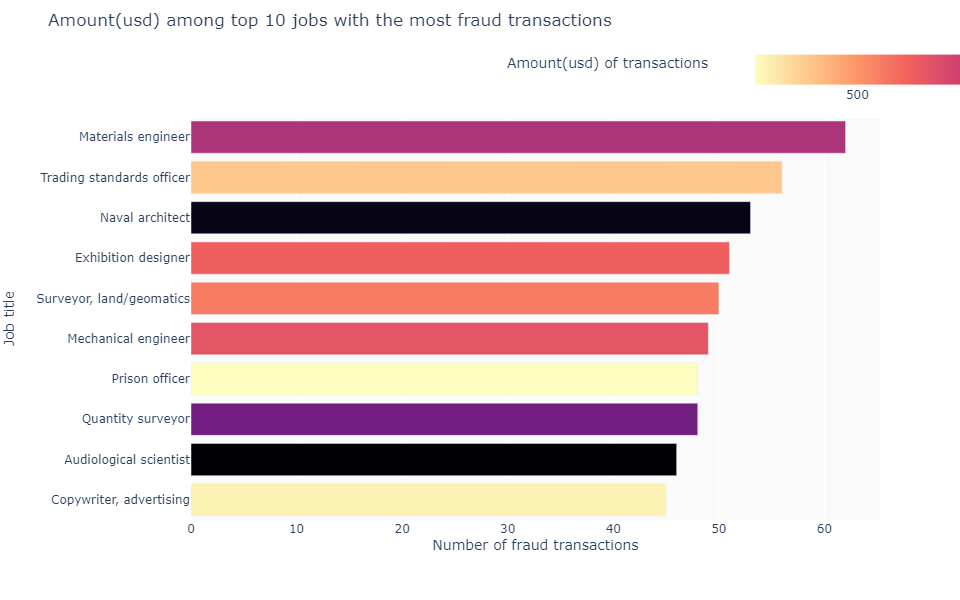 Amount(usd) among top 10 jobs with the most fraud transactions
Amount(usd) of transactions
500
Job title
Materials engineer
Trading standards officer
Naval architect
Exhibition designer
Surveyor, land/geomatics
Mechanical engineer
Prison officer
Quantity surveyor
Audiological scientist
Copywriter, advertising
0 10 20 30 40 50 60
Number of fraud transactions